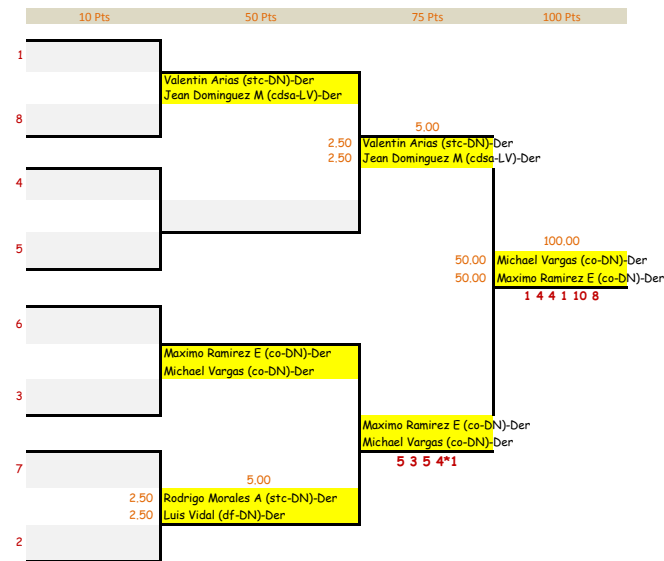 10 Pts 50 Pts 75 Pts 100 Pts
1
Valentin Arias (stc-DN)-Der
Jean Dominguez M (cdsa-LV)-Der
8
5,00
2,50 Valentin Arias (stc-DN)-Der
2,50 Jean Dominguez M (cdsa-LV)-Der
4
5
100,00
50,00 Michael Vargas (co-DN)-Der
50,00 Maximo Ramirez E (co-DN)-Der
1 4 4 1 10 8
6
Maximo Ramirez E (co-DN)-Der
Michael Vargas (co-DN)-Der
3
Maximo Ramirez E (co-DN)-Der
Michael Vargas (co-DN)-Der
5 3 5 4*1
7
5,00
2,50 Rodrigo Morales A (stc-DN)-Der
2,50 Luis Vidal (df-DN)-Der
2